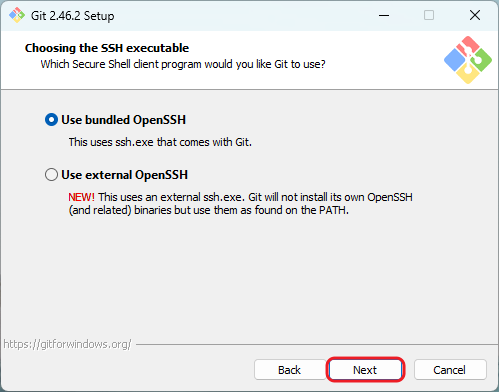 Git 2.46.2 Setup
Choosing the SSH executable
Which Secure Shell client program would you like Git to use?
Use bundled OpenSSH
This uses ssh.exe that comes with Git.
Use external OpenSSH
NEW! This uses an external ssh.exe. Git will not install its own OpenSSH
(and related) binaries but use them as found on the PATH.
https://gitforwindows.org/
Back
Next
Cancel